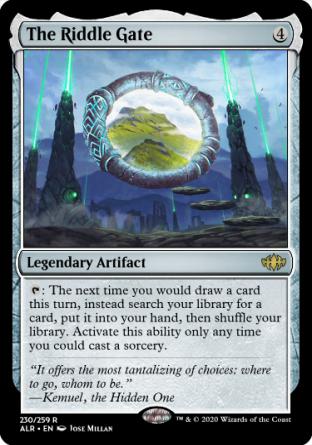 The Riddle Gate 4
Legendary Artifact
: The next time you would draw a card
this turn, instead search your library for a
card, put it into your hand, then shuffle your
library. Activate this ability only any time
you could cast a sorcery.
“It offers the most tantalizing of choices: where
to go, whom to be.”
—Kemuel, the Hidden One
230/259 R
ALR • EN Jose Millan
™ & © 2020 Wizards of the Coast